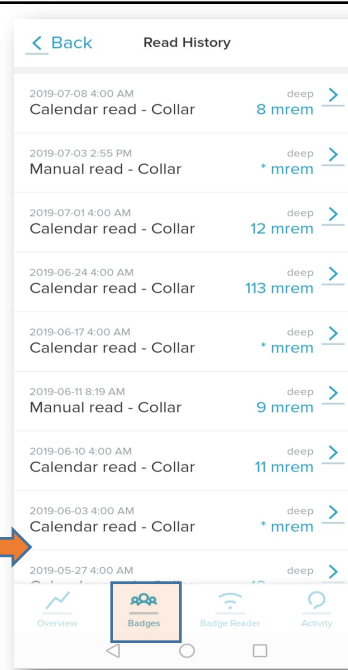 Back Read History
2019-07-08 4:00 AM deep
Calendar read - Collar 8 mrem
2019-07-03 2:55 PM deep
Manual read - Collar * mrem
2019-07-01 4:00 AM deep
Calendar read - Collar 12 mrem
2019-06-24 4:00 AM deep
Calendar read - Collar 113 mrem
2019-06-17 4:00 AM deep
Calendar read - Collar * mrem
2019-06-11 8:19 AM deep
Manual read - Collar 9 mrem
2019-06-10 4:00 AM deep
Calendar read - Collar 11 mrem
2019-06-03 4:00 AM deep
Calendar read - Collar * mrem
2019-05-27 4:00 AM deep
Overview Badges Badge Reader Activity